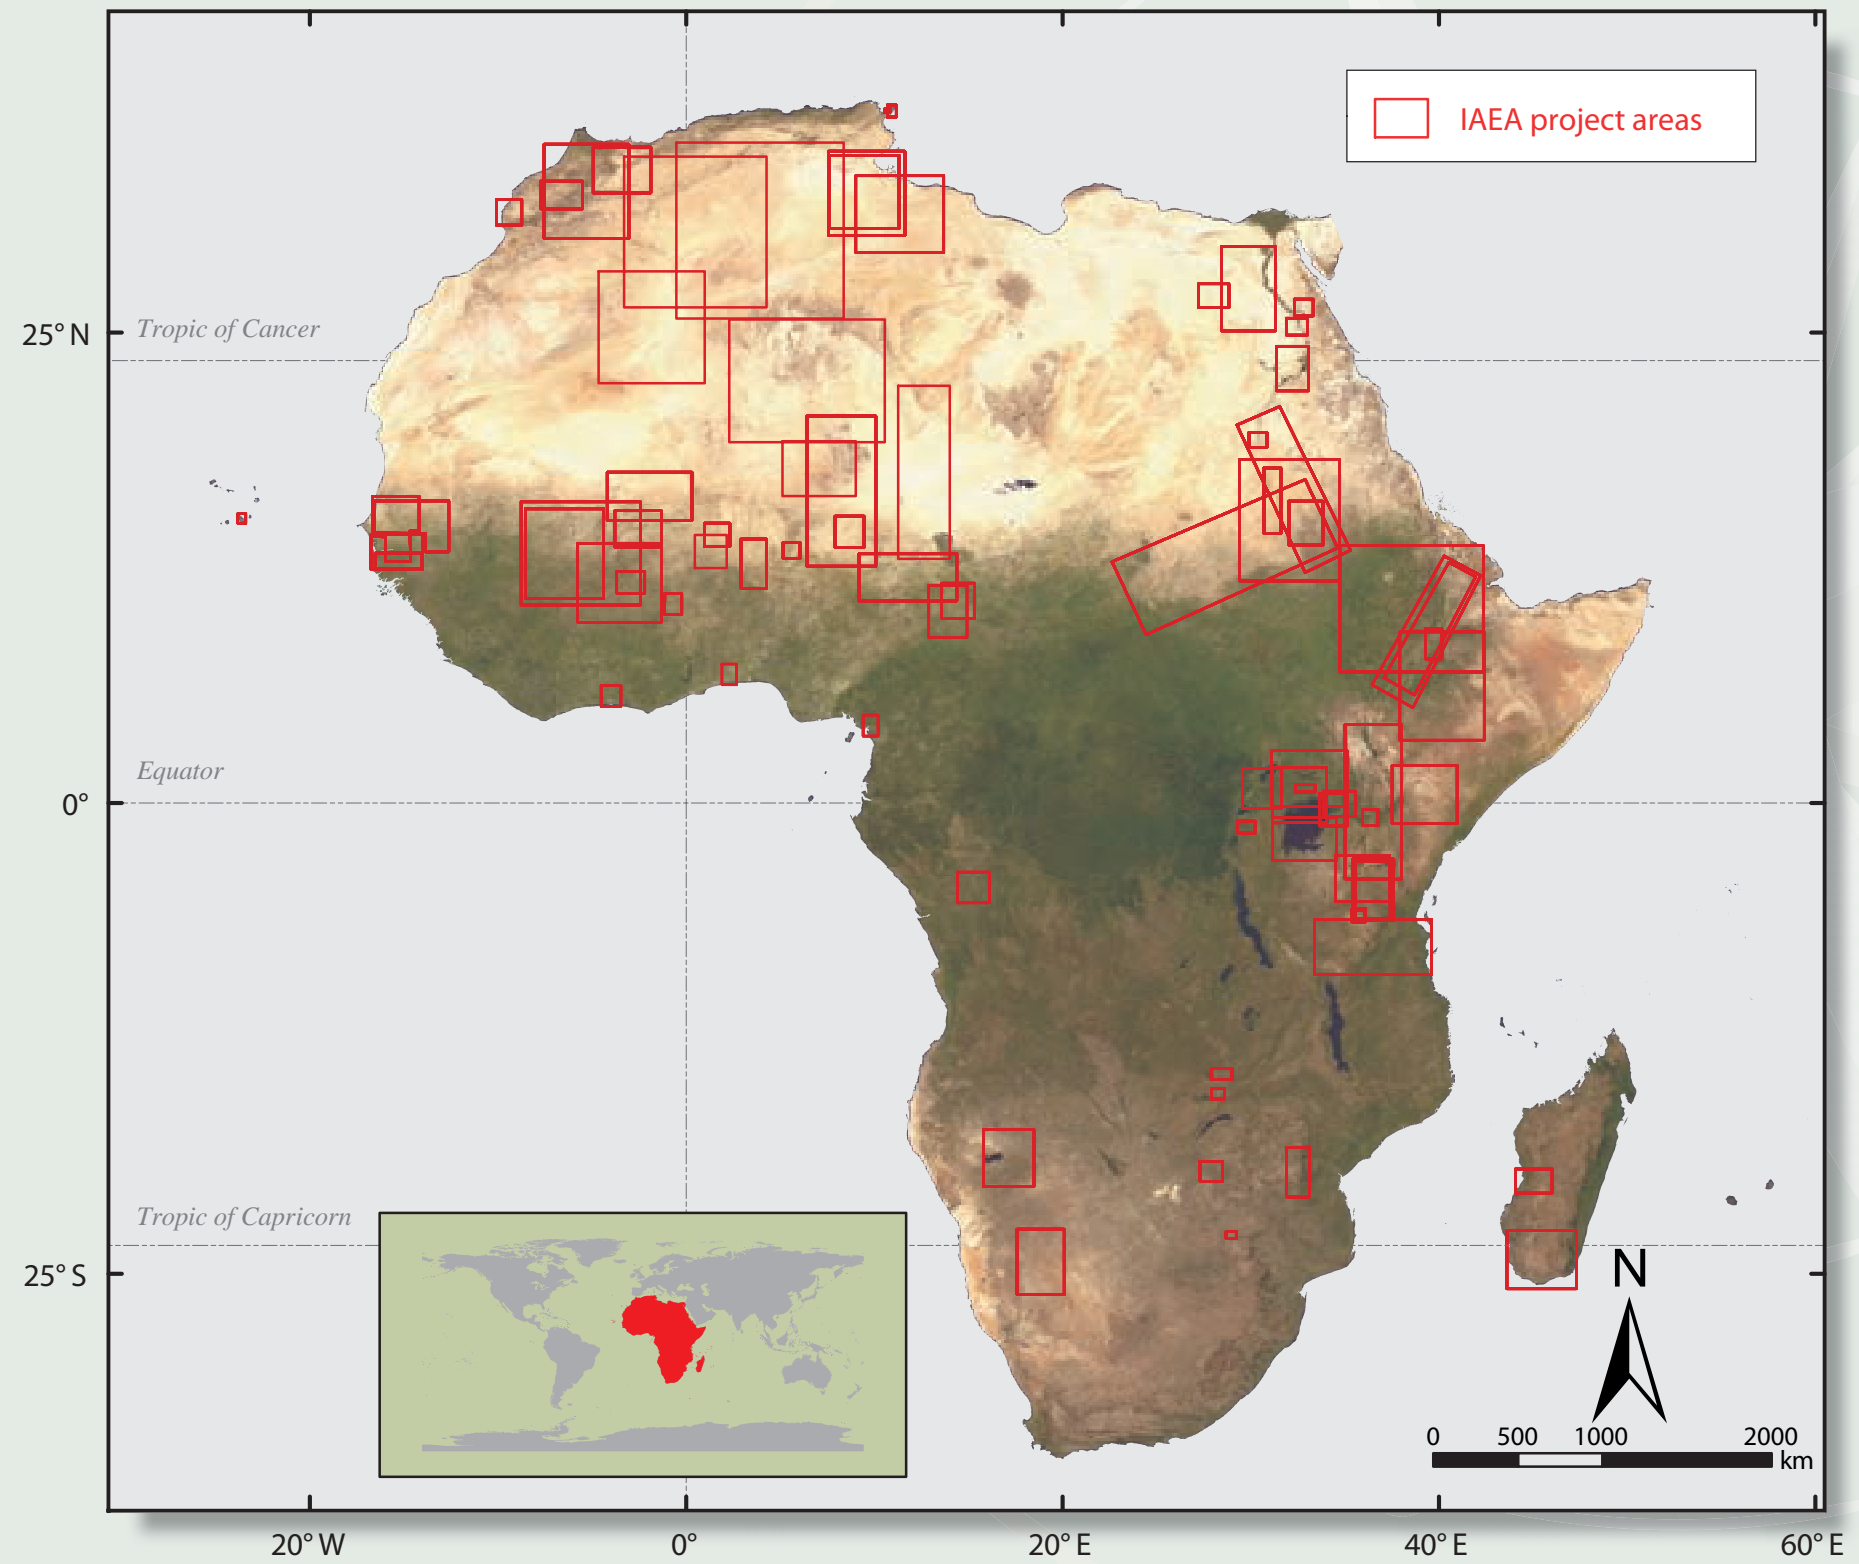 IAEA project areas
25° N
Tropic of Cancer
Equator
0°
Tropic of Capricorn
25° S
N
0 500 1000 2000
km
20° W 0° 20° E 40° E 60° E